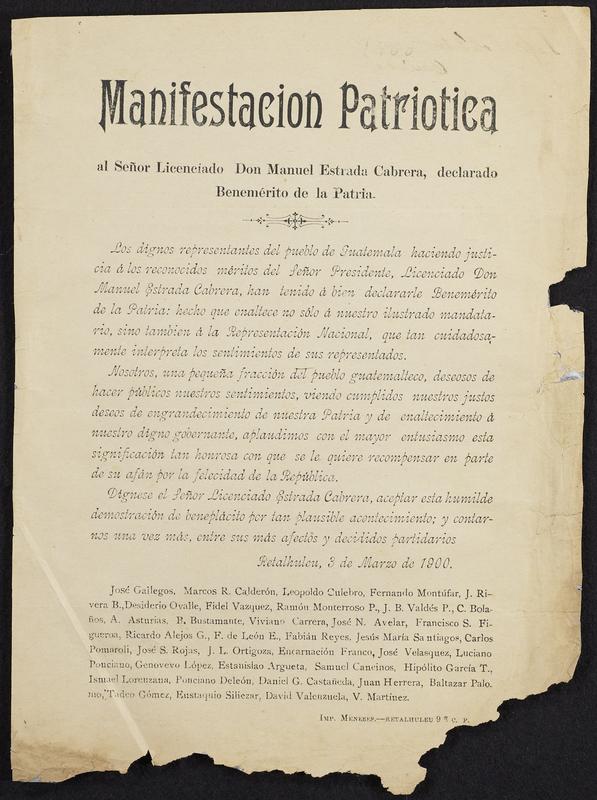 Manifestacion Patriotica
al Señor Licenciado Don Manuel Estrada Cabrera, declarado
Benemérito de la Patria.
Los dignos representantes del pueblo de Guatemala haciendo justi-
cia á los reconocidos méritos del Señor Presidente, Licenciado Don
Manuel Estrada Cabrera, han tenido á bien declararle Benemérito
de la Patria: hecho que enaltece no sólo á nuestro ilustrado mandata-
rio, sino tambien á la Representación Nacional, que tan cuidadosa-
mente interpreta los sentimientos de sus representados.
Nosotros, una pequeña fracción del pueblo guatemalteco, deseosos de
hacer públicos nuestros sentimientos, viendo cumplidos nuestros justos
deseos de engrandecimiento de nuestra Patria y de enaltecimiento á
nuestro digno gobernante, aplaudimos con el mayor entusiasmo esta
significación tan honrosa con que se le quiere recompensar en parte
de su afán por la felecidad de la República.
Dígnese el Señor Licenciado Estrada Cabrera, aceptar esta humilde
demostración de beneplácito por tan plausible acontecimiento; y contar-
nos una vez más, entre sus más afectos y decididos partidarios
Retalhuleu, 3 de Marzo de 1900.
José Gallegos, Marcos R. Calderón, Leopoldo Culebro, Fernando Montúfar, J. Ri-
vera B., Desiderio Ovalle, Fidel Vazquez, Ramón Monterroso P., J. B. Valdés P., C. Bola-
ños, A. Asturias, P. Bustamante, Viviano Carrera, José N. Avelar, Francisco S. Fi-
gueroa, Ricardo Alejos G., F. de León E., Fabián Reyes, Jesús María Santiagos, Carlos
Pomaroli, José S. Rojas, J. L. Ortigoza, Encarnación Franco, José Velasquez, Luciano
Ponciano, Genovevo López, Estanislao Argueta, Samuel Cancinos, Hipólito García T.,
Ismael Lorenzana, Ponciano Deleón, Daniel G. Castañeda, Juan Herrera, Baltazar Palo-
mo, Tadeo Gómez, Eustaquio Siliezar, David Valenzuela, V. Martínez.
Imp. Meneses.—Retalhuleu